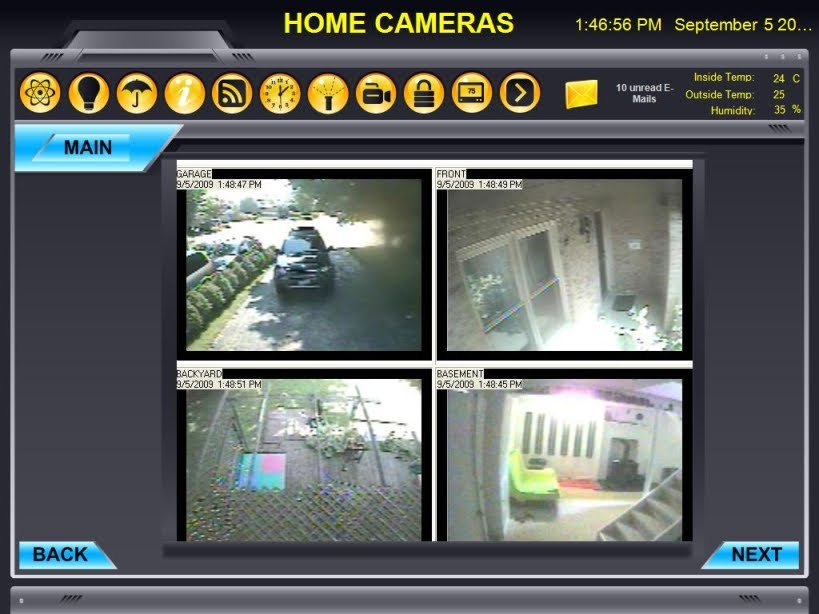 HOME CAMERAS
1:46:56 PM September 5 20...
75
10 unread E-
Mails
Inside Temp: 24 C
Outside Temp: 25
Humidity: 35 %
MAIN
GARAGE
9/5/2009 1:48:47 PM
FRONT
9/5/2009 1:48:49 PM
BACKYARD
9/5/2009 1:48:51 PM
BASEMENT
9/5/2009 1:48:45 PM
BACK
NEXT